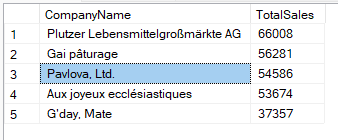 CompanyName TotalSales
1 Plutzer Lebensmittelgroßmärkte AG 66008
2 Gai pâturage 56281
3 Pavlova, Ltd. 54586
4 Aux joyeux ecclésiastiques 53674
5 G'day, Mate 37357